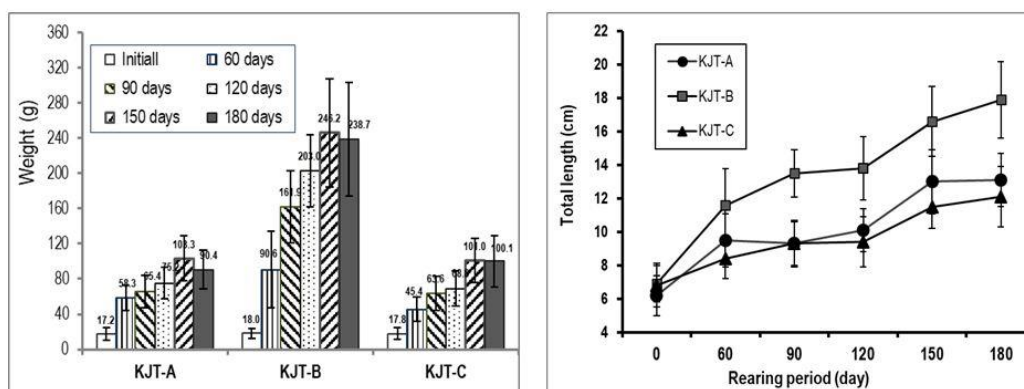 360
320
280
240
200
160
120
80
40
0
Weight (g)
Initiall 60 days
90 days 120 days
150 days 180 days
17.2 58.3 65.4 103.3 90.4
18.0 90.6 161.9 203.0 246.2 238.7
17.8 45.4 63.6 101.0 100.1
KJT-A KJT-B KJT-C
22
20
18
16
14
12
10
8
6
4
Total length (cm)
KJT-A
KJT-B
KJT-C
0 60 90 120 150 180
Rearing period (day)